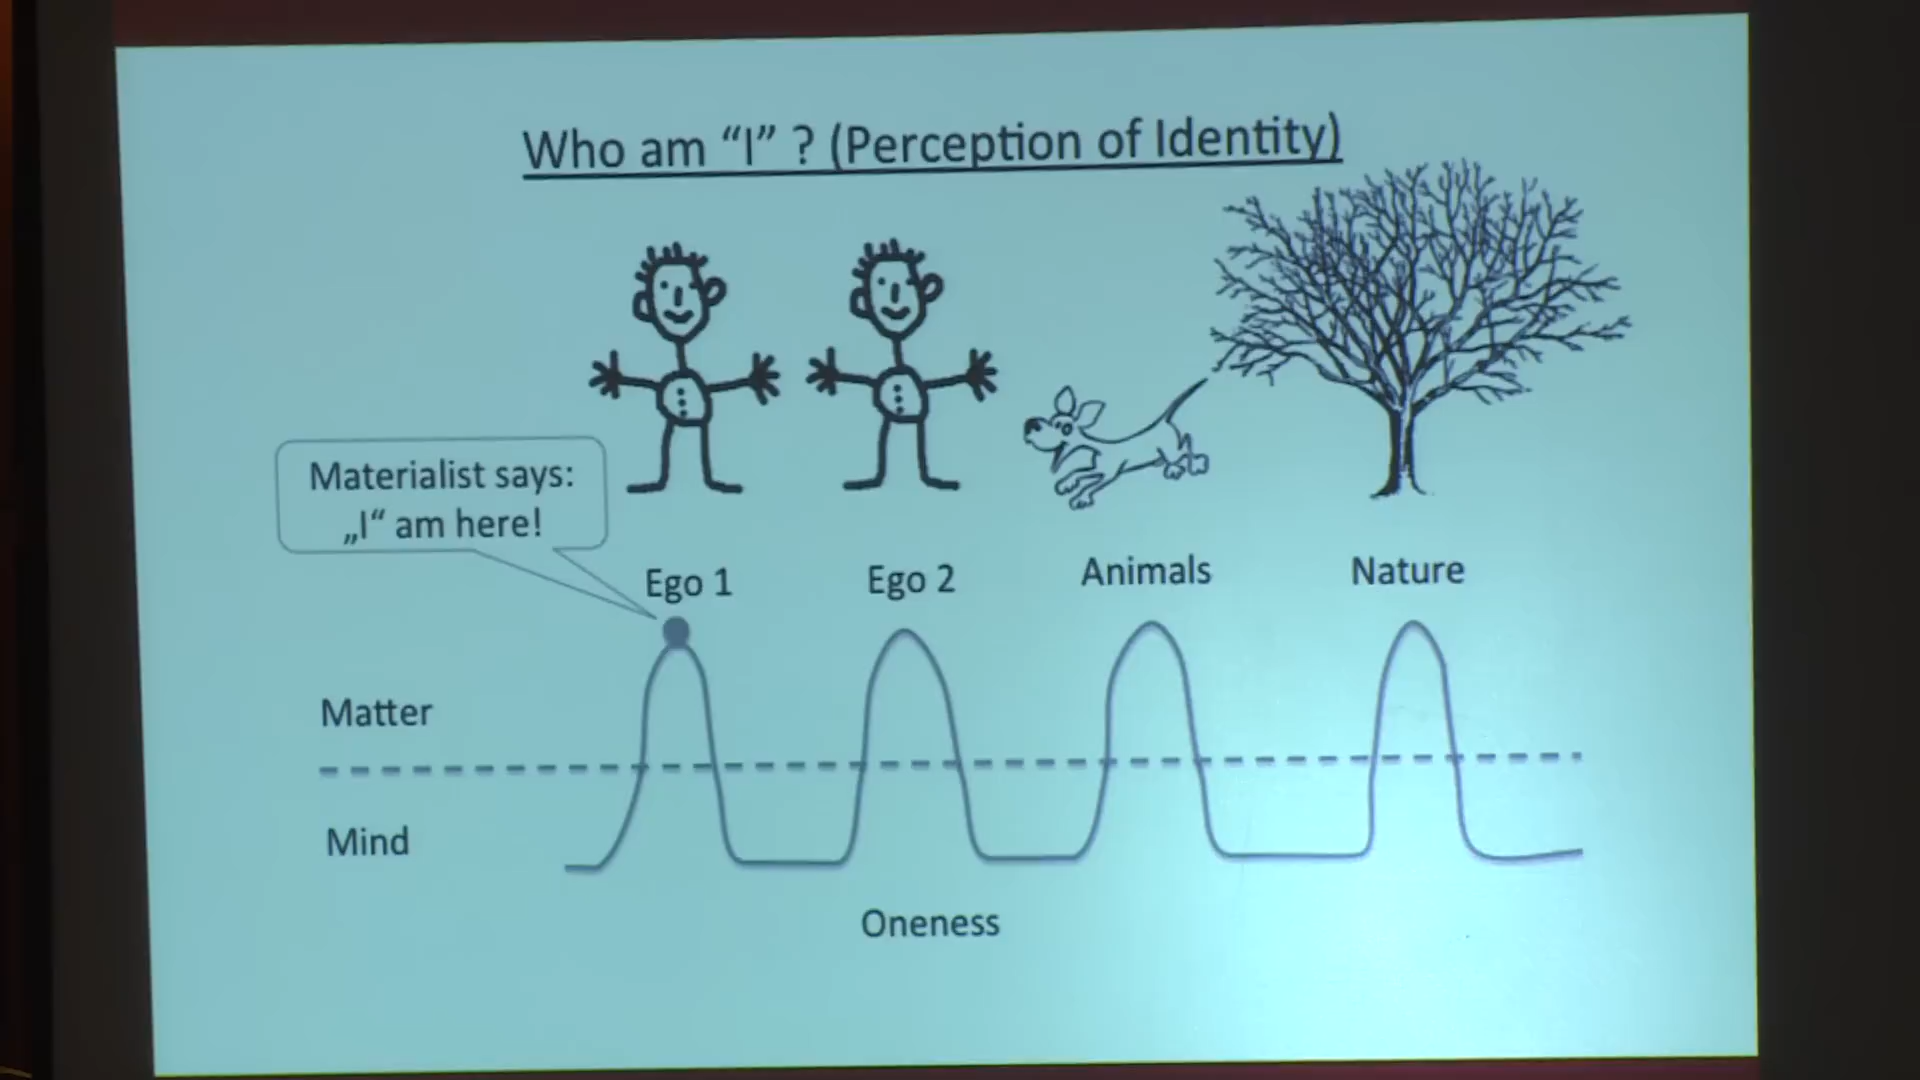 Who am “I” ? (Perception of Identity)
Materialist says:
„I“ am here!
Ego 1
Ego 2
Animals
Nature
Matter
Mind
Oneness